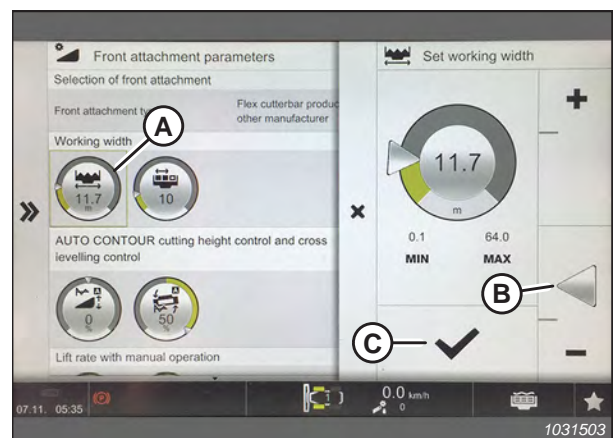 Front attachment parameters
Selection of front attachment
Front attachment ty
Flex cutterbar produc
other manufacturer
A
Working width
11.7
m
10
AUTO CONTOUR cutting height control and cross
levelling control
A
0
%
A
50
%
Lift rate with manual operation
Set working width
+
11.7
m
0.1
64.0
MIN
MAX
B
C
−
07.11. 05:35
1
0.0 km/h
0
1031503